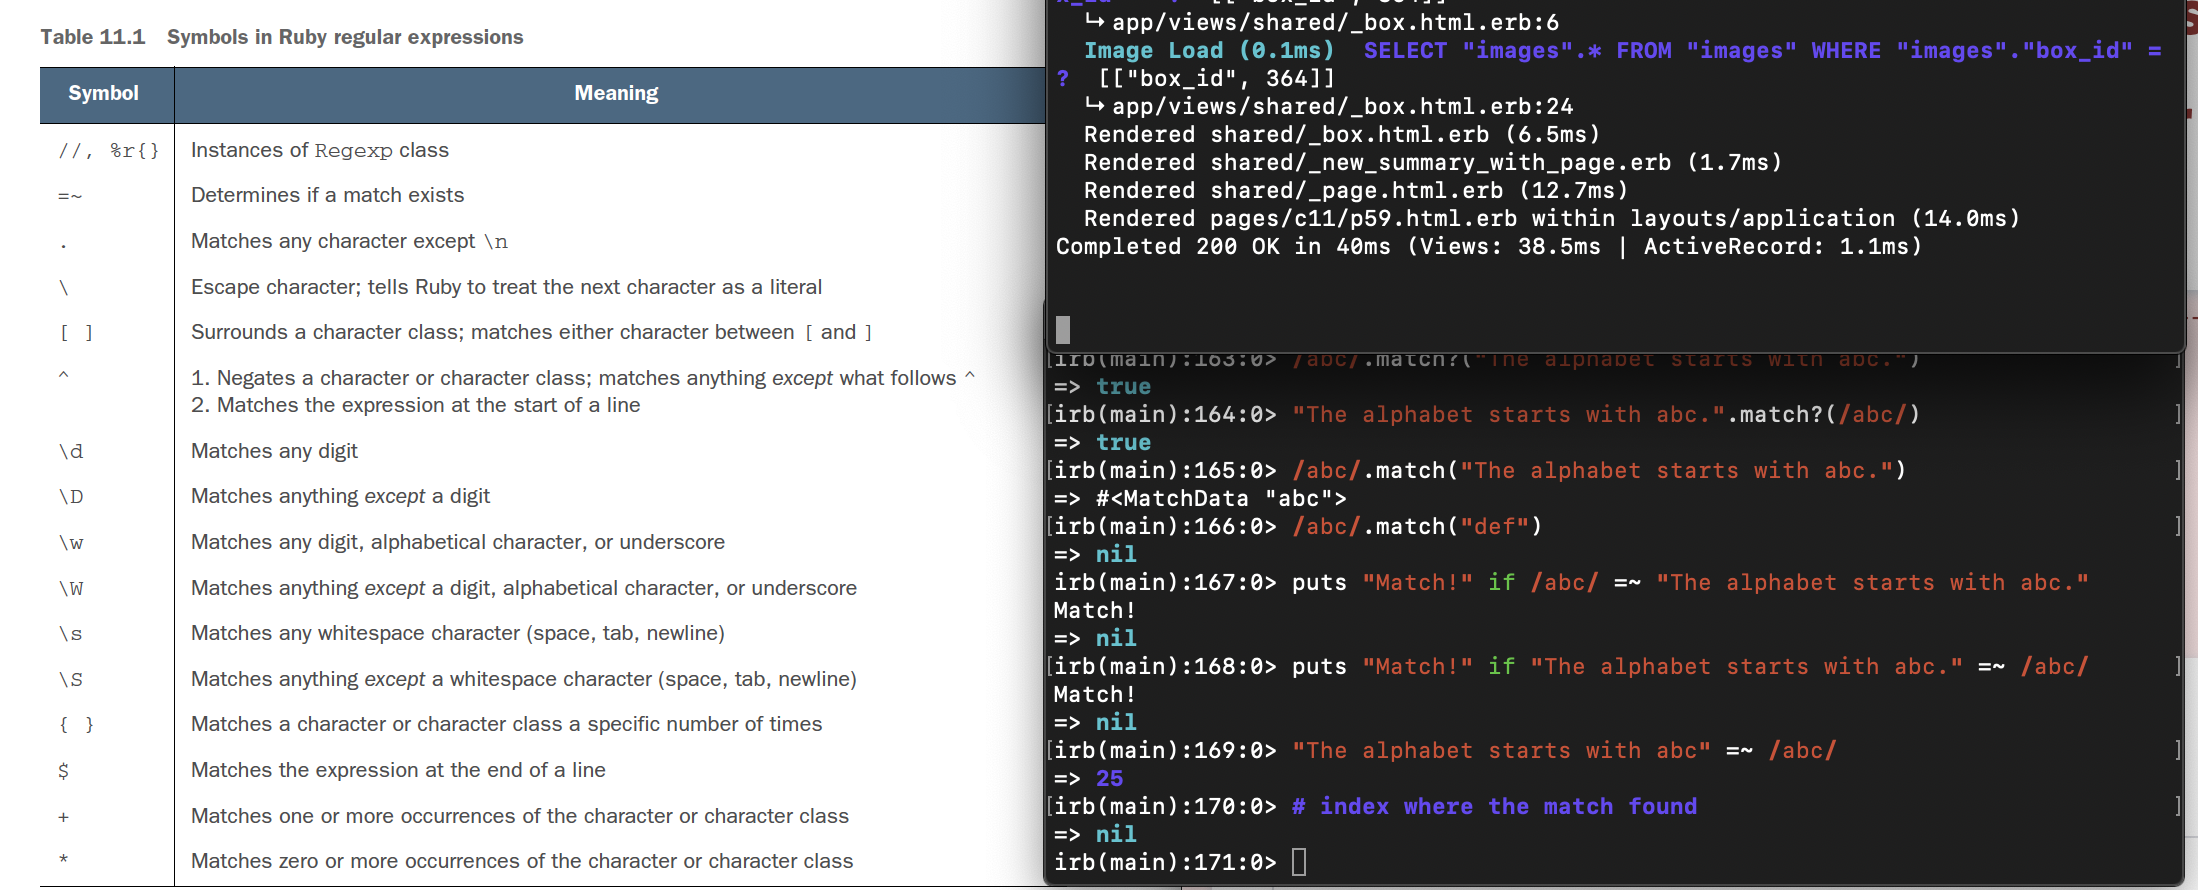 Table 11.1 Symbols in Ruby regular expressions
Symbol Meaning
//, %r{} Instances of Regexp class
=~ Determines if a match exists
. Matches any character except \n
\ Escape character; tells Ruby to treat the next character as a literal
[ ] Surrounds a character class; matches either character between [ and ]
^ 1. Negates a character or character class; matches anything except what follows ^
2. Matches the expression at the start of a line
\d Matches any digit
\D Matches anything except a digit
\w Matches any digit, alphabetical character, or underscore
\W Matches anything except a digit, alphabetical character, or underscore
\s Matches any whitespace character (space, tab, newline)
\S Matches anything except a whitespace character (space, tab, newline)
{ } Matches a character or character class a specific number of times
$ Matches the expression at the end of a line
+ Matches one or more occurrences of the character or character class
* Matches zero or more occurrences of the character or character class
↳ app/views/shared/_box.html.erb:6
Image Load (0.1ms) SELECT "images".* FROM "images" WHERE "images"."box_id" =
? [["box_id", 364]]
↳ app/views/shared/_box.html.erb:24
Rendered shared/_box.html.erb (6.5ms)
Rendered shared/_new_summary_with_page.erb (1.7ms)
Rendered shared/_page.html.erb (12.7ms)
Rendered pages/c11/p59.html.erb within layouts/application (14.0ms)
Completed 200 OK in 40ms (Views: 38.5ms | ActiveRecord: 1.1ms)
[irb(main):163:0> /abc/.match?("The alphabet starts with abc.") ]
=> true
[irb(main):164:0> "The alphabet starts with abc.".match?(/abc/) ]
=> true
[irb(main):165:0> /abc/.match("The alphabet starts with abc.") ]
=> #<MatchData "abc">
[irb(main):166:0> /abc/.match("def") ]
=> nil
irb(main):167:0> puts "Match!" if /abc/ =~ "The alphabet starts with abc."
Match!
=> nil
[irb(main):168:0> puts "Match!" if "The alphabet starts with abc." =~ /abc/ ]
Match!
=> nil
[irb(main):169:0> "The alphabet starts with abc" =~ /abc/ ]
=> 25
[irb(main):170:0> # index where the match found ]
=> nil
irb(main):171:0>